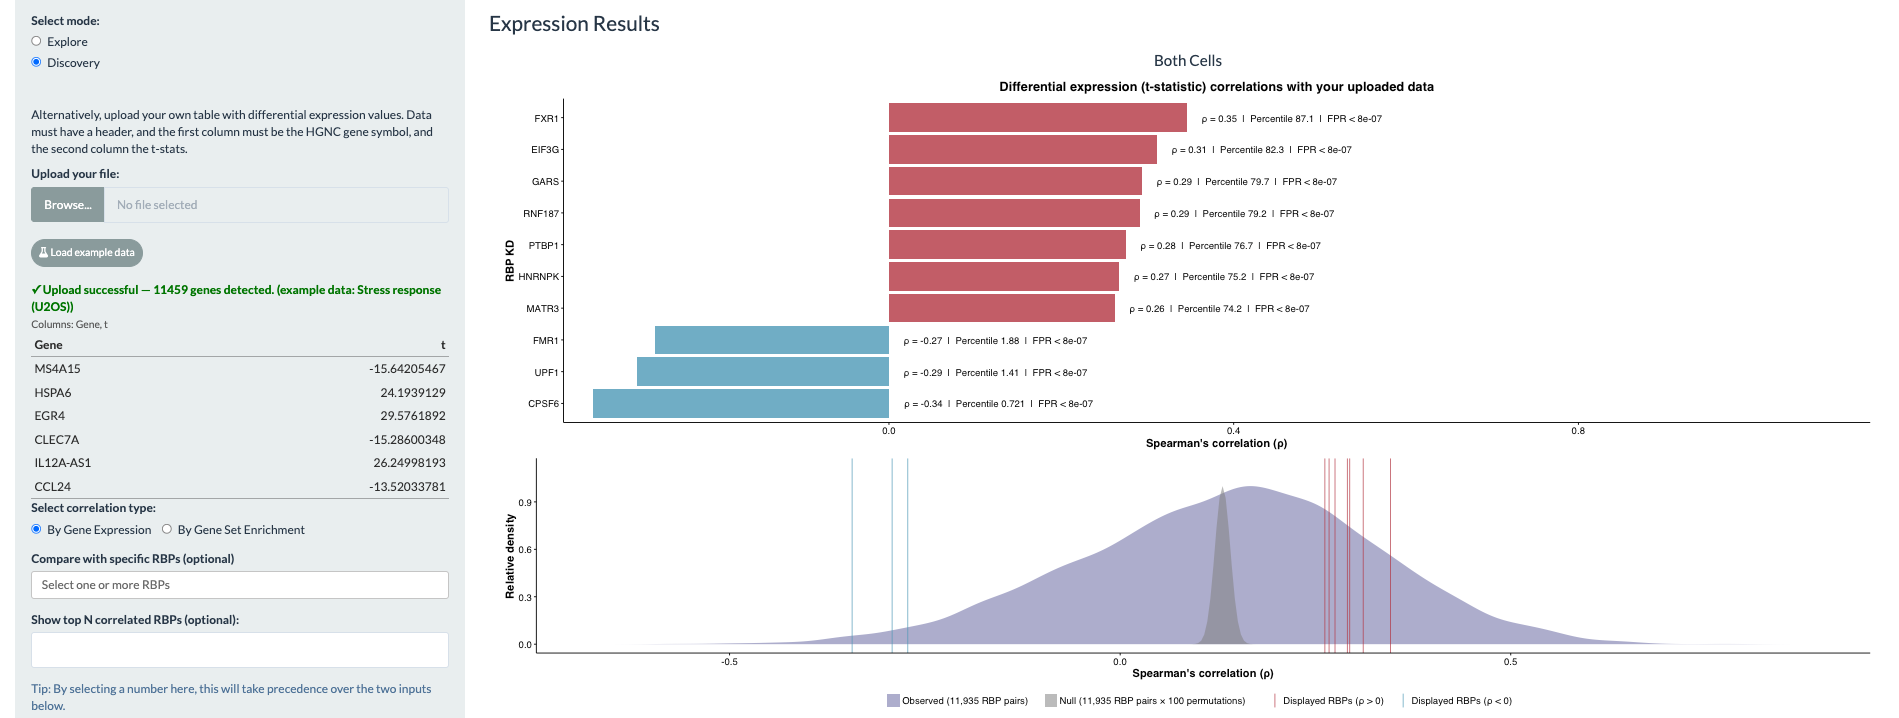 Select mode:
Explore
Discovery
Alternatively, upload your own table with differential expression values. Data
must have a header, and the first column must be the HGNC gene symbol, and
the second column the t-stats.
Upload your file:
Browse... No file selected
Load example data
✓Upload successful — 11459 genes detected. (example data: Stress response
(U2OS))
Columns: Gene, t
Gene t
MS4A15 -15.64205467
HSPA6 24.1939129
EGR4 29.5761892
CLEC7A -15.28600348
IL12A-AS1 26.24998193
CCL24 -13.52033781
Select correlation type:
By Gene Expression By Gene Set Enrichment
Compare with specific RBPs (optional)
Select one or more RBPs
Show top N correlated RBPs (optional):
Tip: By selecting a number here, this will take precedence over the two inputs
below.
Expression Results
Both Cells
Differential expression (t-statistic) correlations with your uploaded data
RBP KD
FXR1 ρ = 0.35 | Percentile 87.1 | FPR < 8e-07
EIF3G ρ = 0.31 | Percentile 82.3 | FPR < 8e-07
GARS ρ = 0.29 | Percentile 79.7 | FPR < 8e-07
RNF187 ρ = 0.29 | Percentile 79.2 | FPR < 8e-07
PTBP1 ρ = 0.28 | Percentile 76.7 | FPR < 8e-07
HNRNPK ρ = 0.27 | Percentile 75.2 | FPR < 8e-07
MATR3 ρ = 0.26 | Percentile 74.2 | FPR < 8e-07
FMR1 ρ = -0.27 | Percentile 1.88 | FPR < 8e-07
UPF1 ρ = -0.29 | Percentile 1.41 | FPR < 8e-07
CPSF6 ρ = -0.34 | Percentile 0.721 | FPR < 8e-07
0.0 0.4 0.8
Spearman's correlation (ρ)
Relative density
0.9
0.6
0.3
0.0
-0.5 0.0 0.5
Spearman's correlation (ρ)
Observed (11,935 RBP pairs) Null (11,935 RBP pairs × 100 permutations) Displayed RBPs (ρ > 0) Displayed RBPs (ρ < 0)